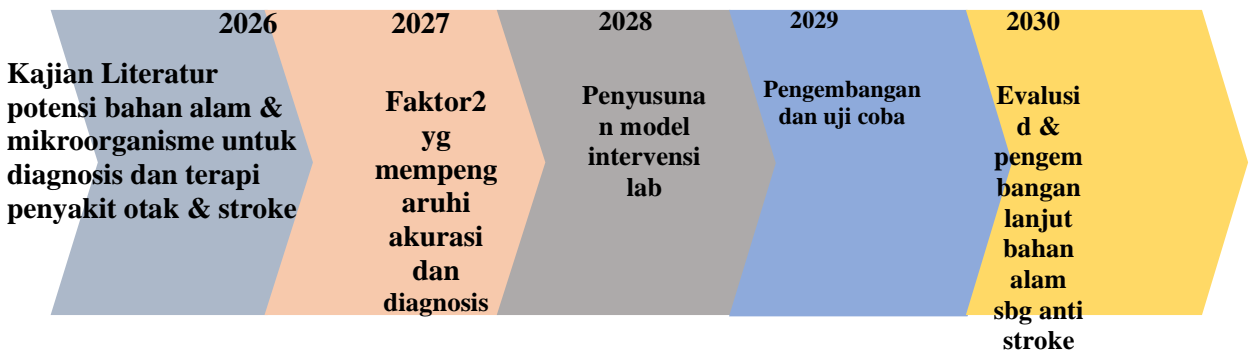 2026
Kajian Literatur
potensi bahan alam &
mikroorganisme untuk
diagnosis dan terapi
penyakit otak & stroke
2027
Faktor2
yg
mempeng
aruhi
akurasi
dan
diagnosis
2028
Penyusuna
n model
intervensi
lab
2029
Pengembangan
dan uji coba
2030
Evalusi
d &
pengem
bangan
lanjut
bahan
alam
sbg anti
stroke